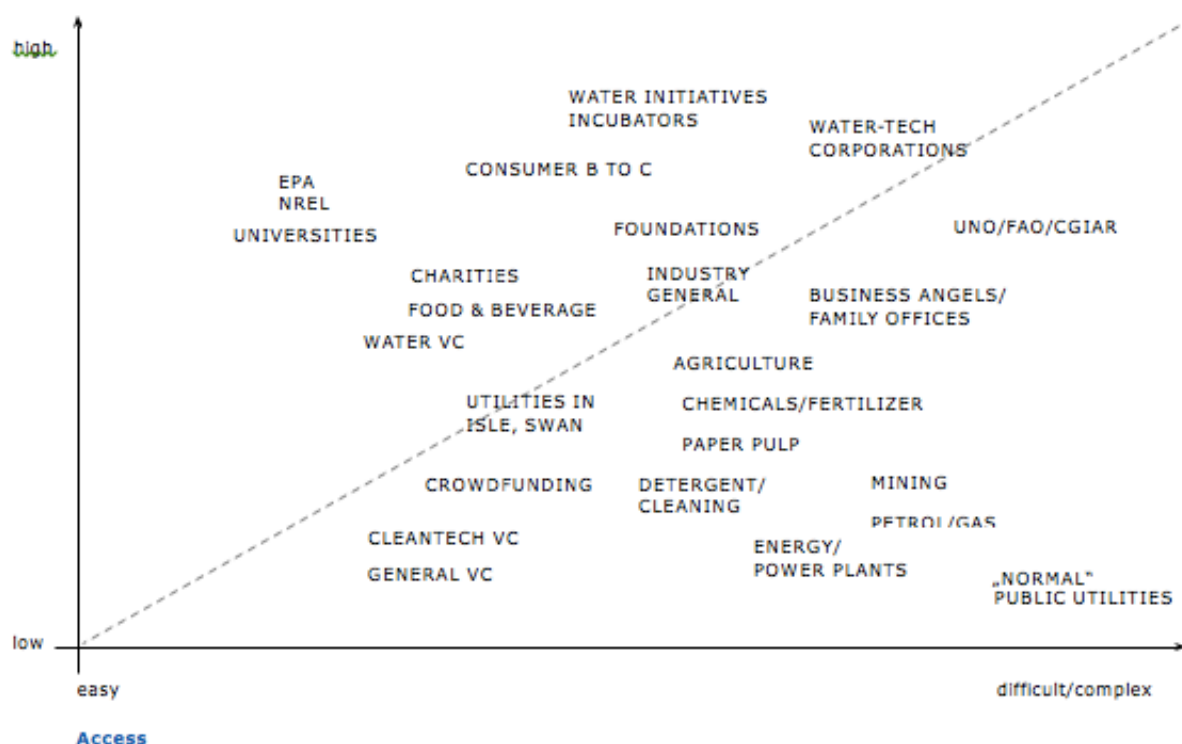 high
WATER INITIATIVES
INCUBATORS
WATER-TECH
CORPORATIONS
CONSUMER B TO C
EPA
NREL
UNIVERSITIES
FOUNDATIONS
UNO/FAO/CGIAR
CHARITIES
INDUSTRY
GENERAL
FOOD & BEVERAGE
BUSINESS ANGELS/
FAMILY OFFICES
WATER VC
AGRICULTURE
UTILITIES IN
ISLE, SWAN
CHEMICALS/FERTILIZER
PAPER PULP
CROWDFUNDING
DETERGENT/
CLEANING
MINING
PETROL/GAS
CLEANTECH VC
ENERGY/
POWER PLANTS
GENERAL VC
„NORMAL“
PUBLIC UTILITIES
low
easy
difficult/complex
Access